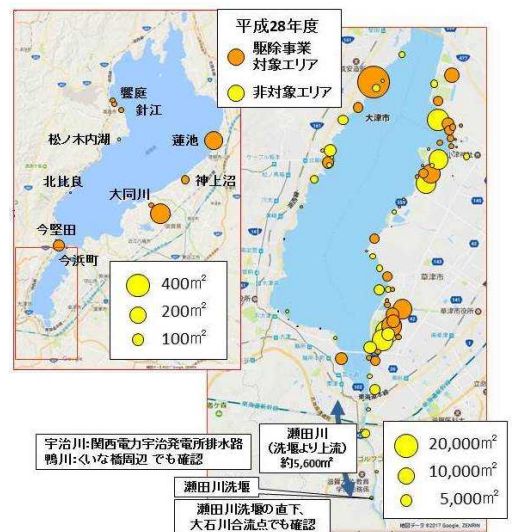 平成28年度
駆除事業
対象エリア
非対象エリア
饗庭
針江
松ノ木内湖
蓮池
北比良
神上沼
大同川
今堅田
今浜町
400㎡
200㎡
100㎡
大津市
草津市
草津市役所
瀬田川
(洗堰より上流)
約5,600㎡
宇治川:関西電力宇治発電所排水路
鴨川:くいな橋周辺 でも確認
瀬田川洗堰
瀬田川洗堰の直下、
大石川合流点でも確認
20,000㎡
10,000㎡
5,000㎡
地図データ ©2017 Google, ZENRIN